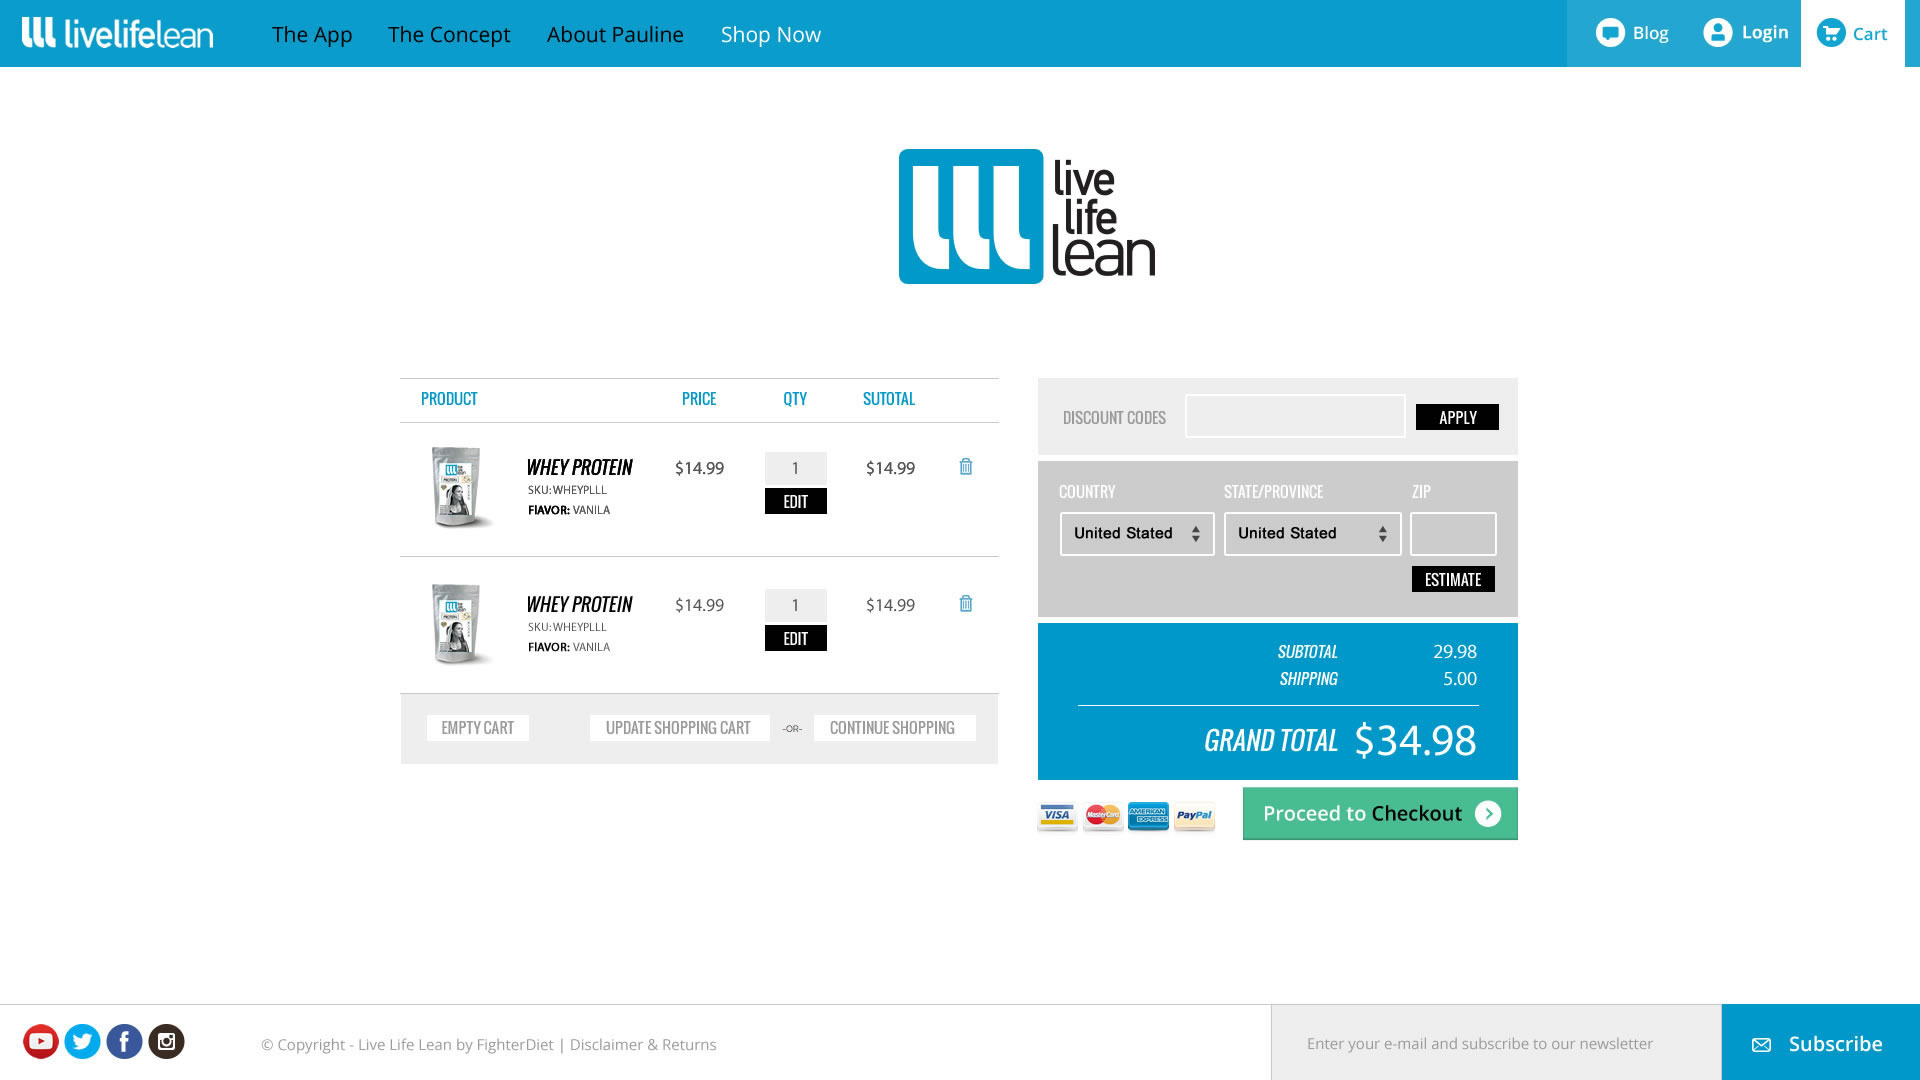 livelifelean The App The Concept About Pauline Shop Now Blog Login Cart
live
life
lean
PRODUCT PRICE QTY SUTOTAL
WHEY PROTEIN $14.99 1 $14.99
SKU:WHEYPLLL
EDIT
FlAVOR: VANILA
WHEY PROTEIN $14.99 1 $14.99
SKU:WHEYPLLL
EDIT
FlAVOR: VANILA
EMPTY CART UPDATE SHOPPING CART -OR- CONTINUE SHOPPING
DISCOUNT CODES APPLY
COUNTRY STATE/PROVINCE ZIP
United Stated United Stated
ESTIMATE
SUBTOTAL 29.98
SHIPPING 5.00
GRAND TOTAL $34.98
VISA MasterCard AMERICAN EXPRESS PayPal
Proceed to Checkout
© Copyright - Live Life Lean by FighterDiet | Disclaimer & Returns
Enter your e-mail and subscribe to our newsletter
Subscribe